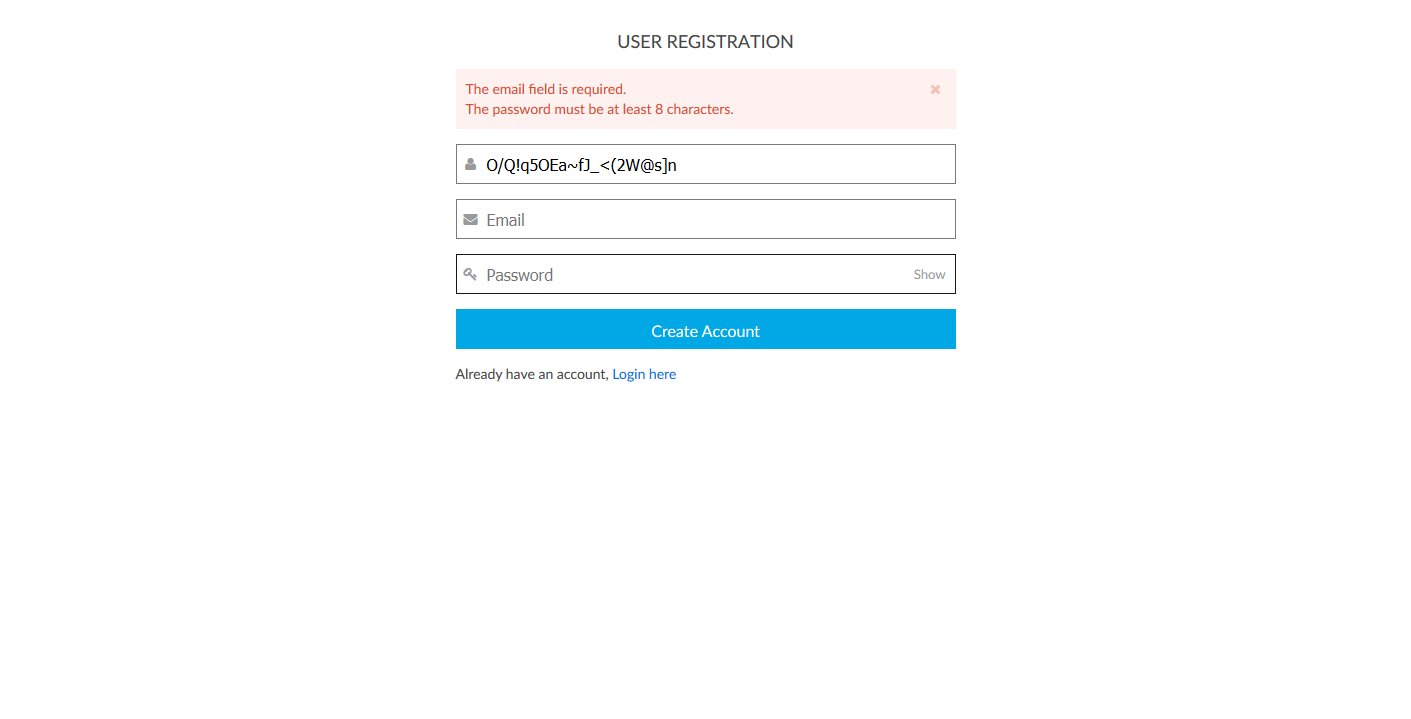 USER REGISTRATION
The email field is required.
The password must be at least 8 characters.
O/Q!q5OEa~fJ_<(2W@s]n
Email
Password
Show
Create Account
Already have an account, Login here